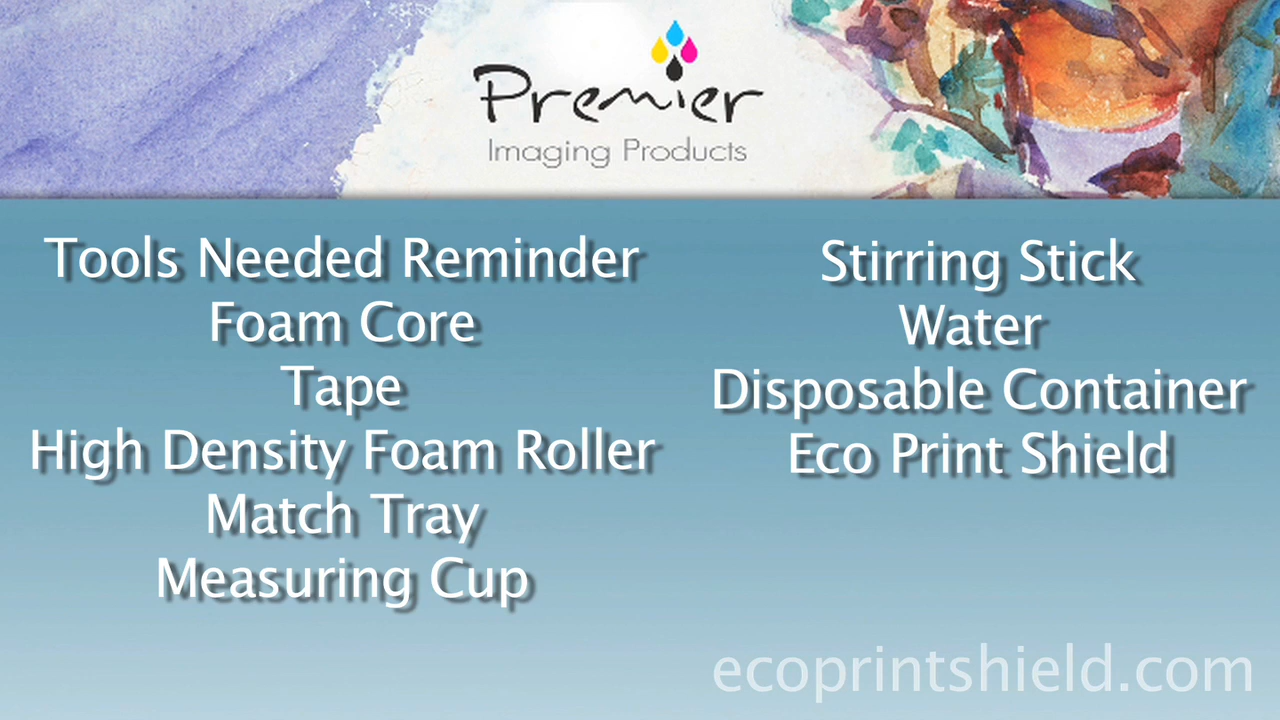 Premier
Imaging Products
Tools Needed Reminder
Foam Core
Tape
High Density Foam Roller
Match Tray
Measuring Cup
Stirring Stick
Water
Disposable Container
Eco Print Shield
ecoprintshield.com